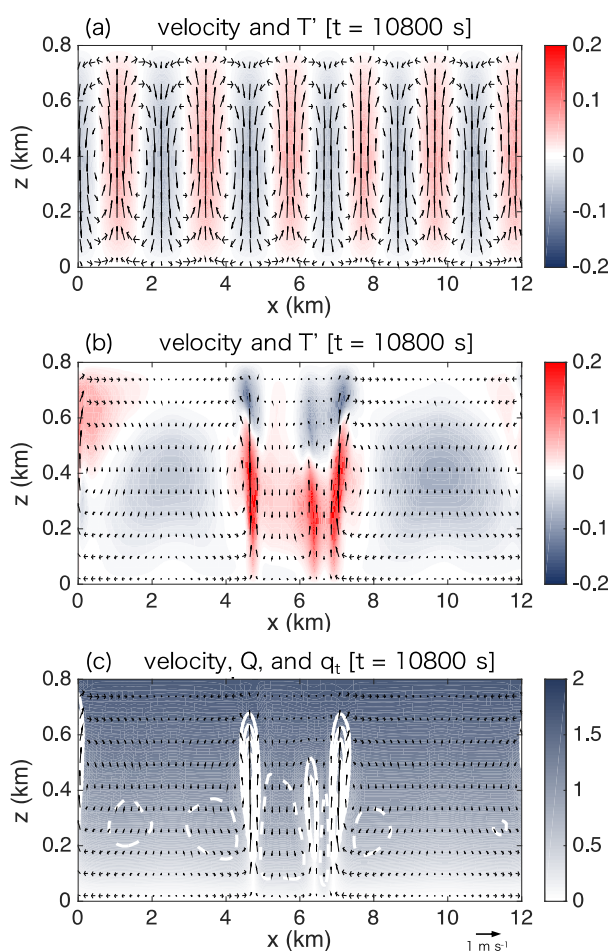 (a) velocity and T' [t = 10800 s]
0.8
0.6
0.4
0.2
0
z (km)
0 2 4 6 8 10 12
x (km)
0.2
0.1
0
-0.1
-0.2
(b) velocity and T' [t = 10800 s]
0.8
0.6
0.4
0.2
0
z (km)
0 2 4 6 8 10 12
x (km)
0.2
0.1
0
-0.1
-0.2
(c) velocity, Q, and qt [t = 10800 s]
0.8
0.6
0.4
0.2
0
z (km)
0 2 4 6 8 10 12
x (km)
2
1.5
1
0.5
0
1 m s-1